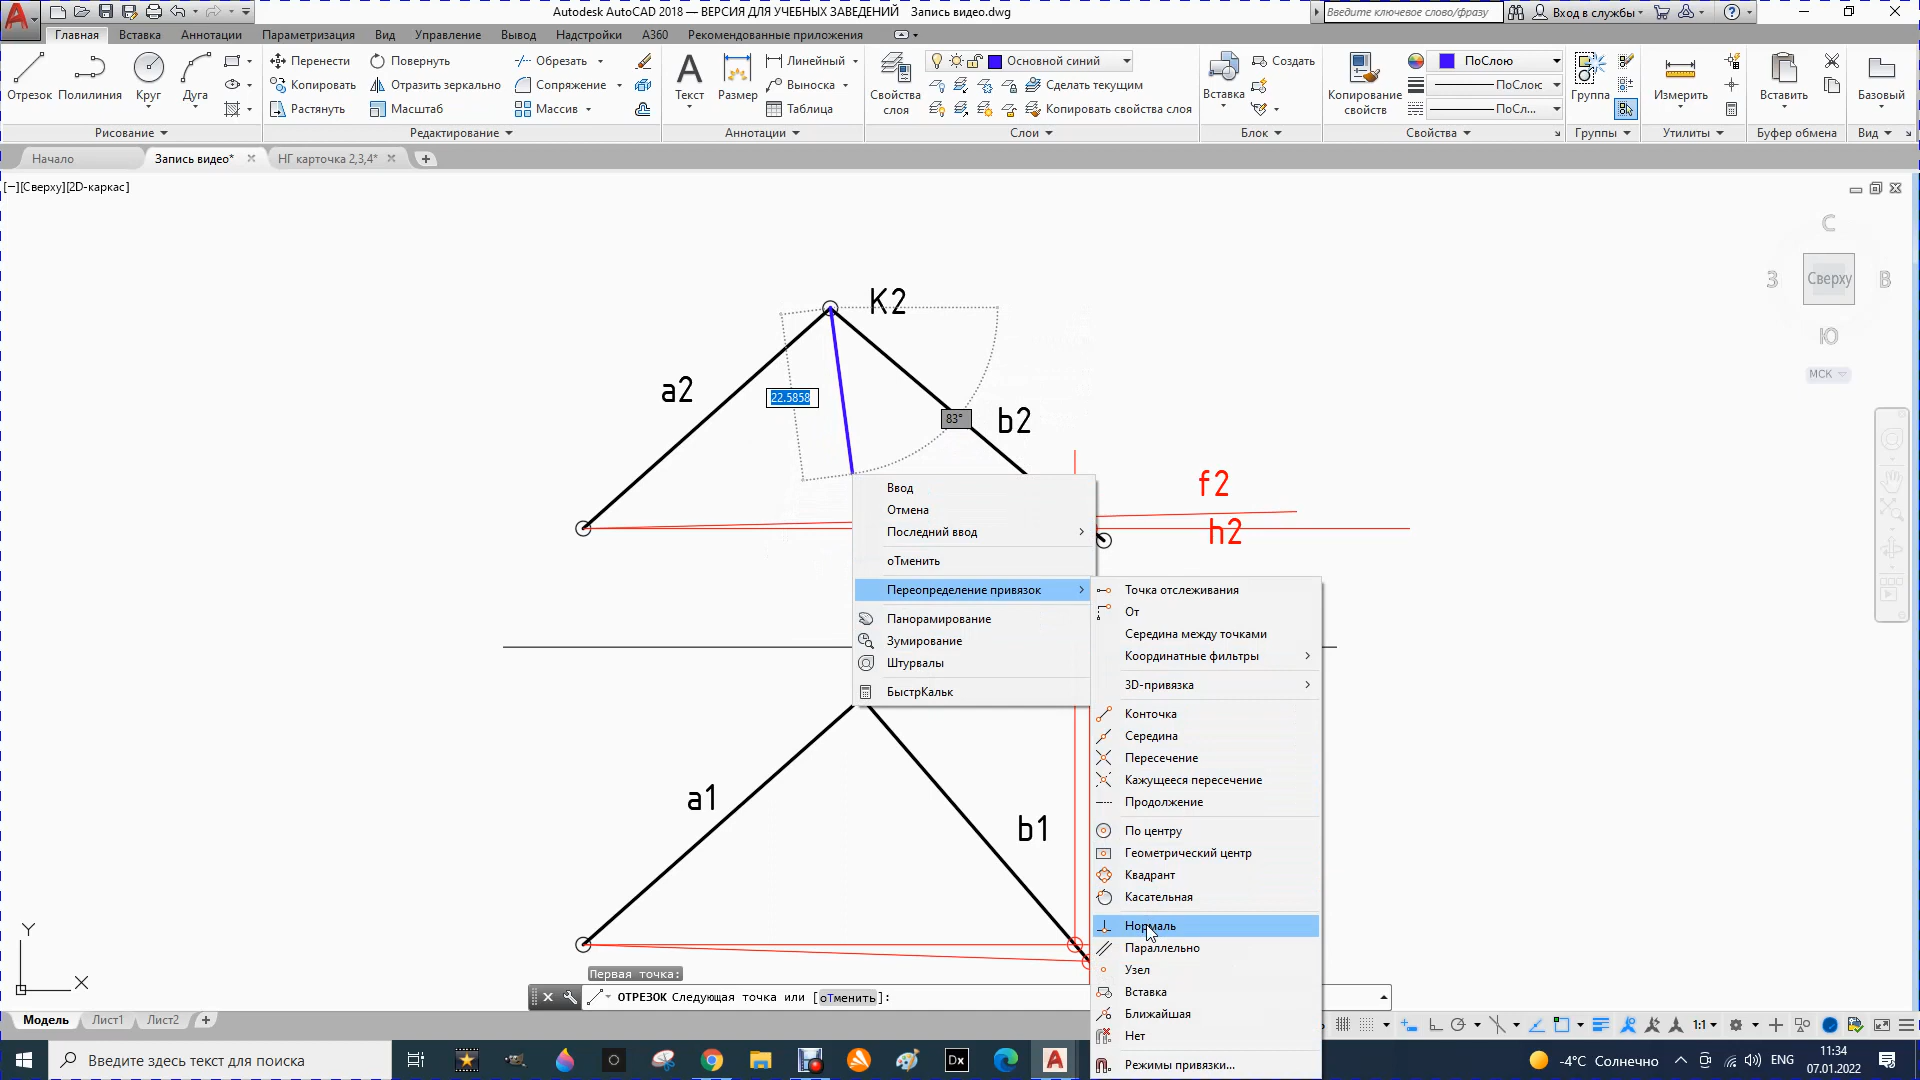 Autodesk AutoCAD 2018 — ВЕРСИЯ ДЛЯ УЧЕБНЫХ ЗАВЕДЕНИЙ Запись видео.dwg
Введите ключевое слово/фразу
Вход в службы
Главная Вставка Аннотации Параметризация Вид Управление Вывод Надстройки A360 Рекомендованные приложения
Отрезок Полилиния Круг Дуга
Рисование
Перенести Повернуть Обрезать
Копировать Отразить зеркально Сопряжение
Растянуть Масштаб Массив
Редактирование
Текст Размер
Линейный
Выноска
Таблица
Аннотации
Свойства слоя
Основной синий
Сделать текущим
Копировать свойства слоя
Слои
Вставка
Создать
Блок
Копирование свойств
ПоСлою
ПоСлою
ПоСл...
Свойства
Группа
Группы
Измерить
Утилиты
Вставить
Буфер обмена
Базовый
Вид
Начало Запись видео* НГ карточка 2,3,4*
[−][Сверху][2D-каркас]
С
З Сверху В
Ю
МСК
K2
a2
22.5858
83°
b2
f2
h2
Ввод
Отмена
Последний ввод
оТменить
Переопределение привязок
Панорамирование
Зумирование
Штурвалы
БыстрКальк
Точка отслеживания
От
Середина между точками
Координатные фильтры
3D-привязка
Конточка
Середина
Пересечение
Кажущееся пересечение
Продолжение
По центру
Геометрический центр
Квадрант
Касательная
Нормаль
Параллельно
Узел
Вставка
Ближайшая
Нет
Режимы привязки...
a1
b1
Y
X
Первая точка:
ОТРЕЗОК Следующая точка или [оТменить]:
Модель Лист1 Лист2
1:1
Введите здесь текст для поиска
Dx
-4°C Солнечно
ENG
11:34
07.01.2022